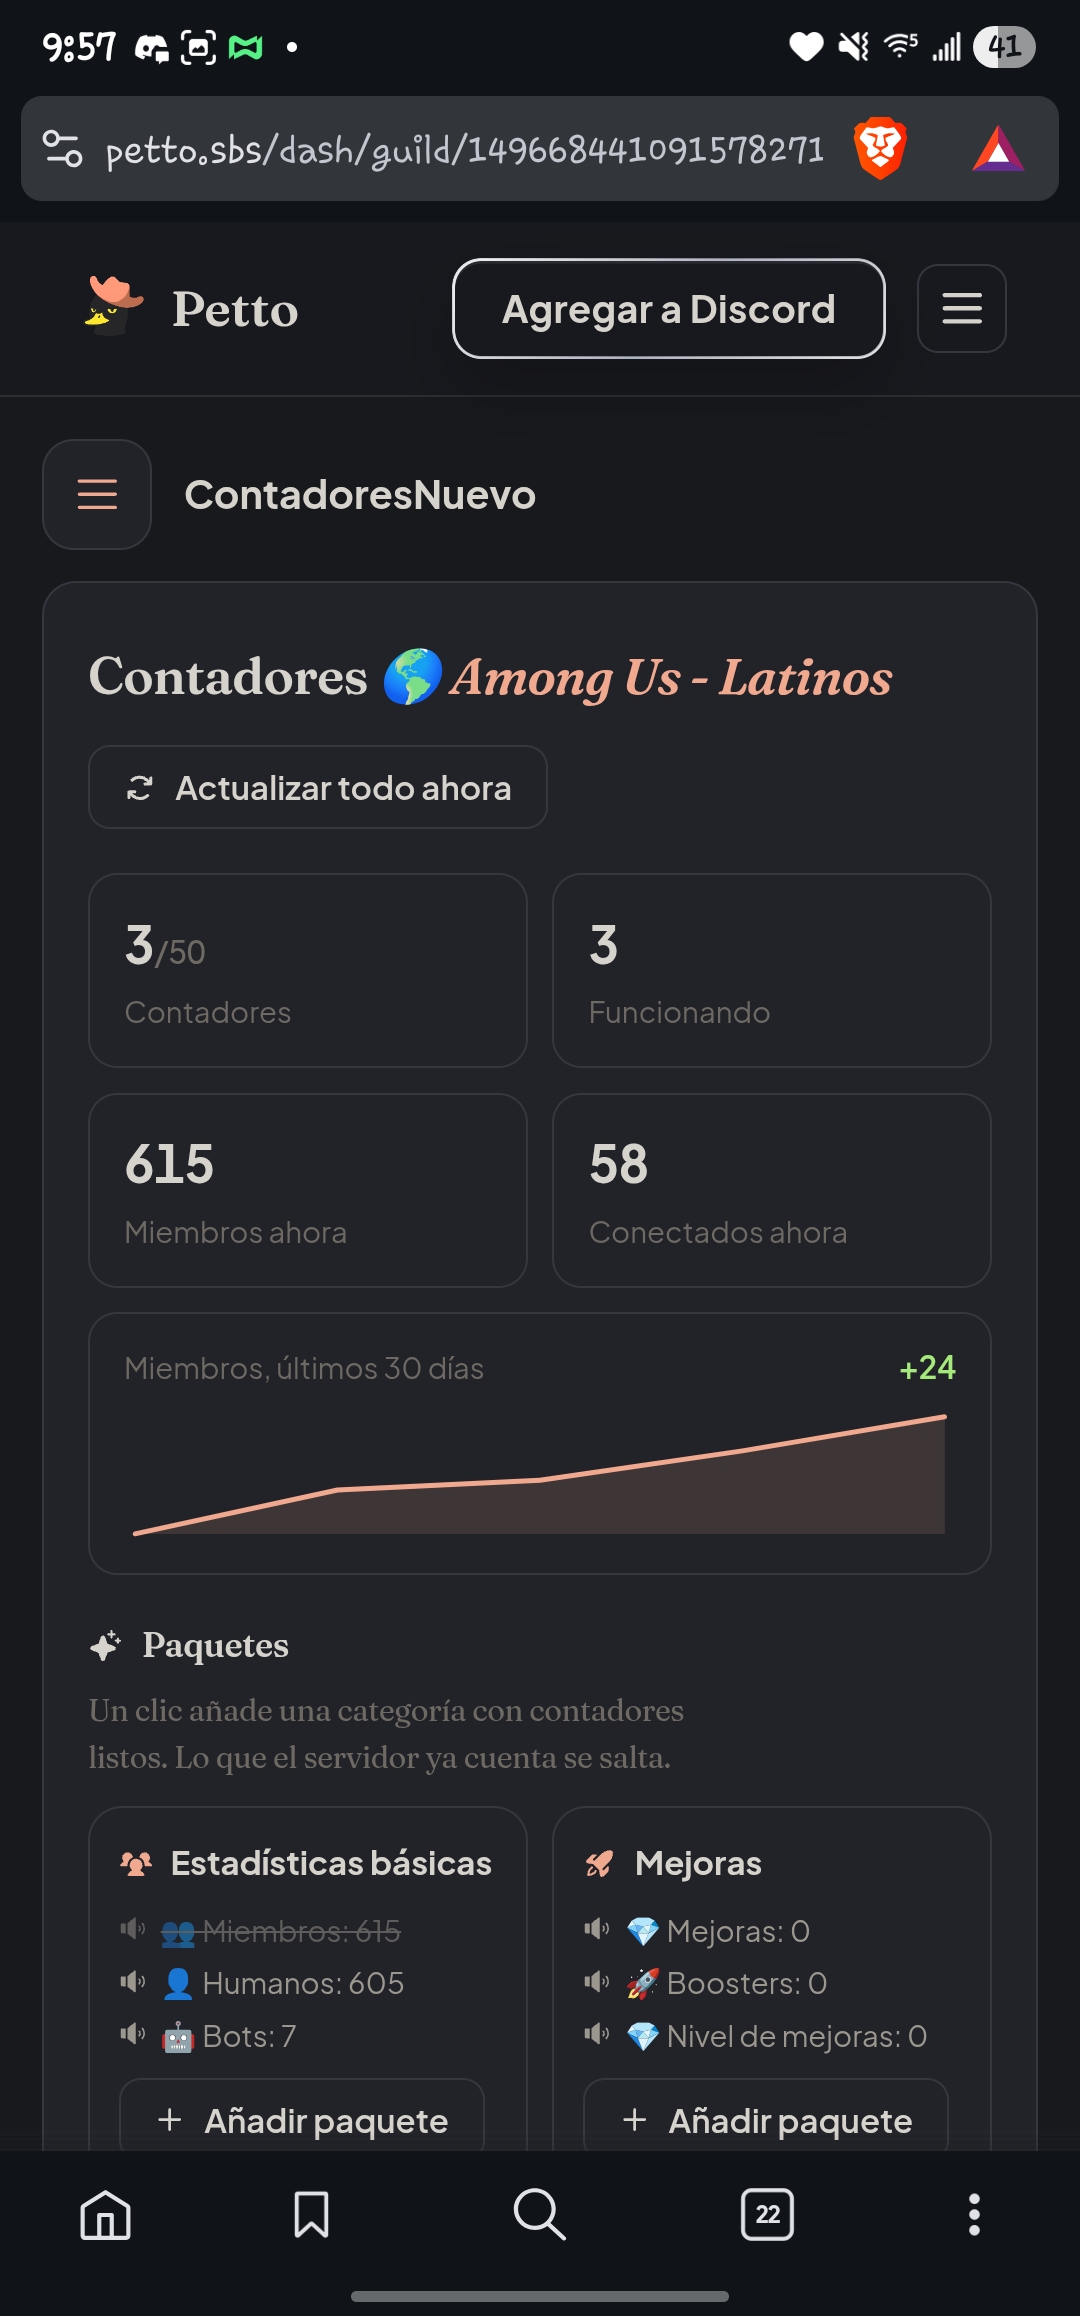 9:57
41
petto.sbs/dash/guild/149668441091578271
Petto
Agregar a Discord
ContadoresNuevo
Contadores 🌎 Among Us - Latinos
Actualizar todo ahora
3/50
Contadores
3
Funcionando
615
Miembros ahora
58
Conectados ahora
Miembros, últimos 30 días
+24
Paquetes
Un clic añade una categoría con contadores
listos. Lo que el servidor ya cuenta se salta.
Estadísticas básicas
👥 Miembros: 615
👤 Humanos: 605
🤖 Bots: 7
Añadir paquete
Mejoras
💎 Mejoras: 0
🚀 Boosters: 0
💎 Nivel de mejoras: 0
Añadir paquete
22